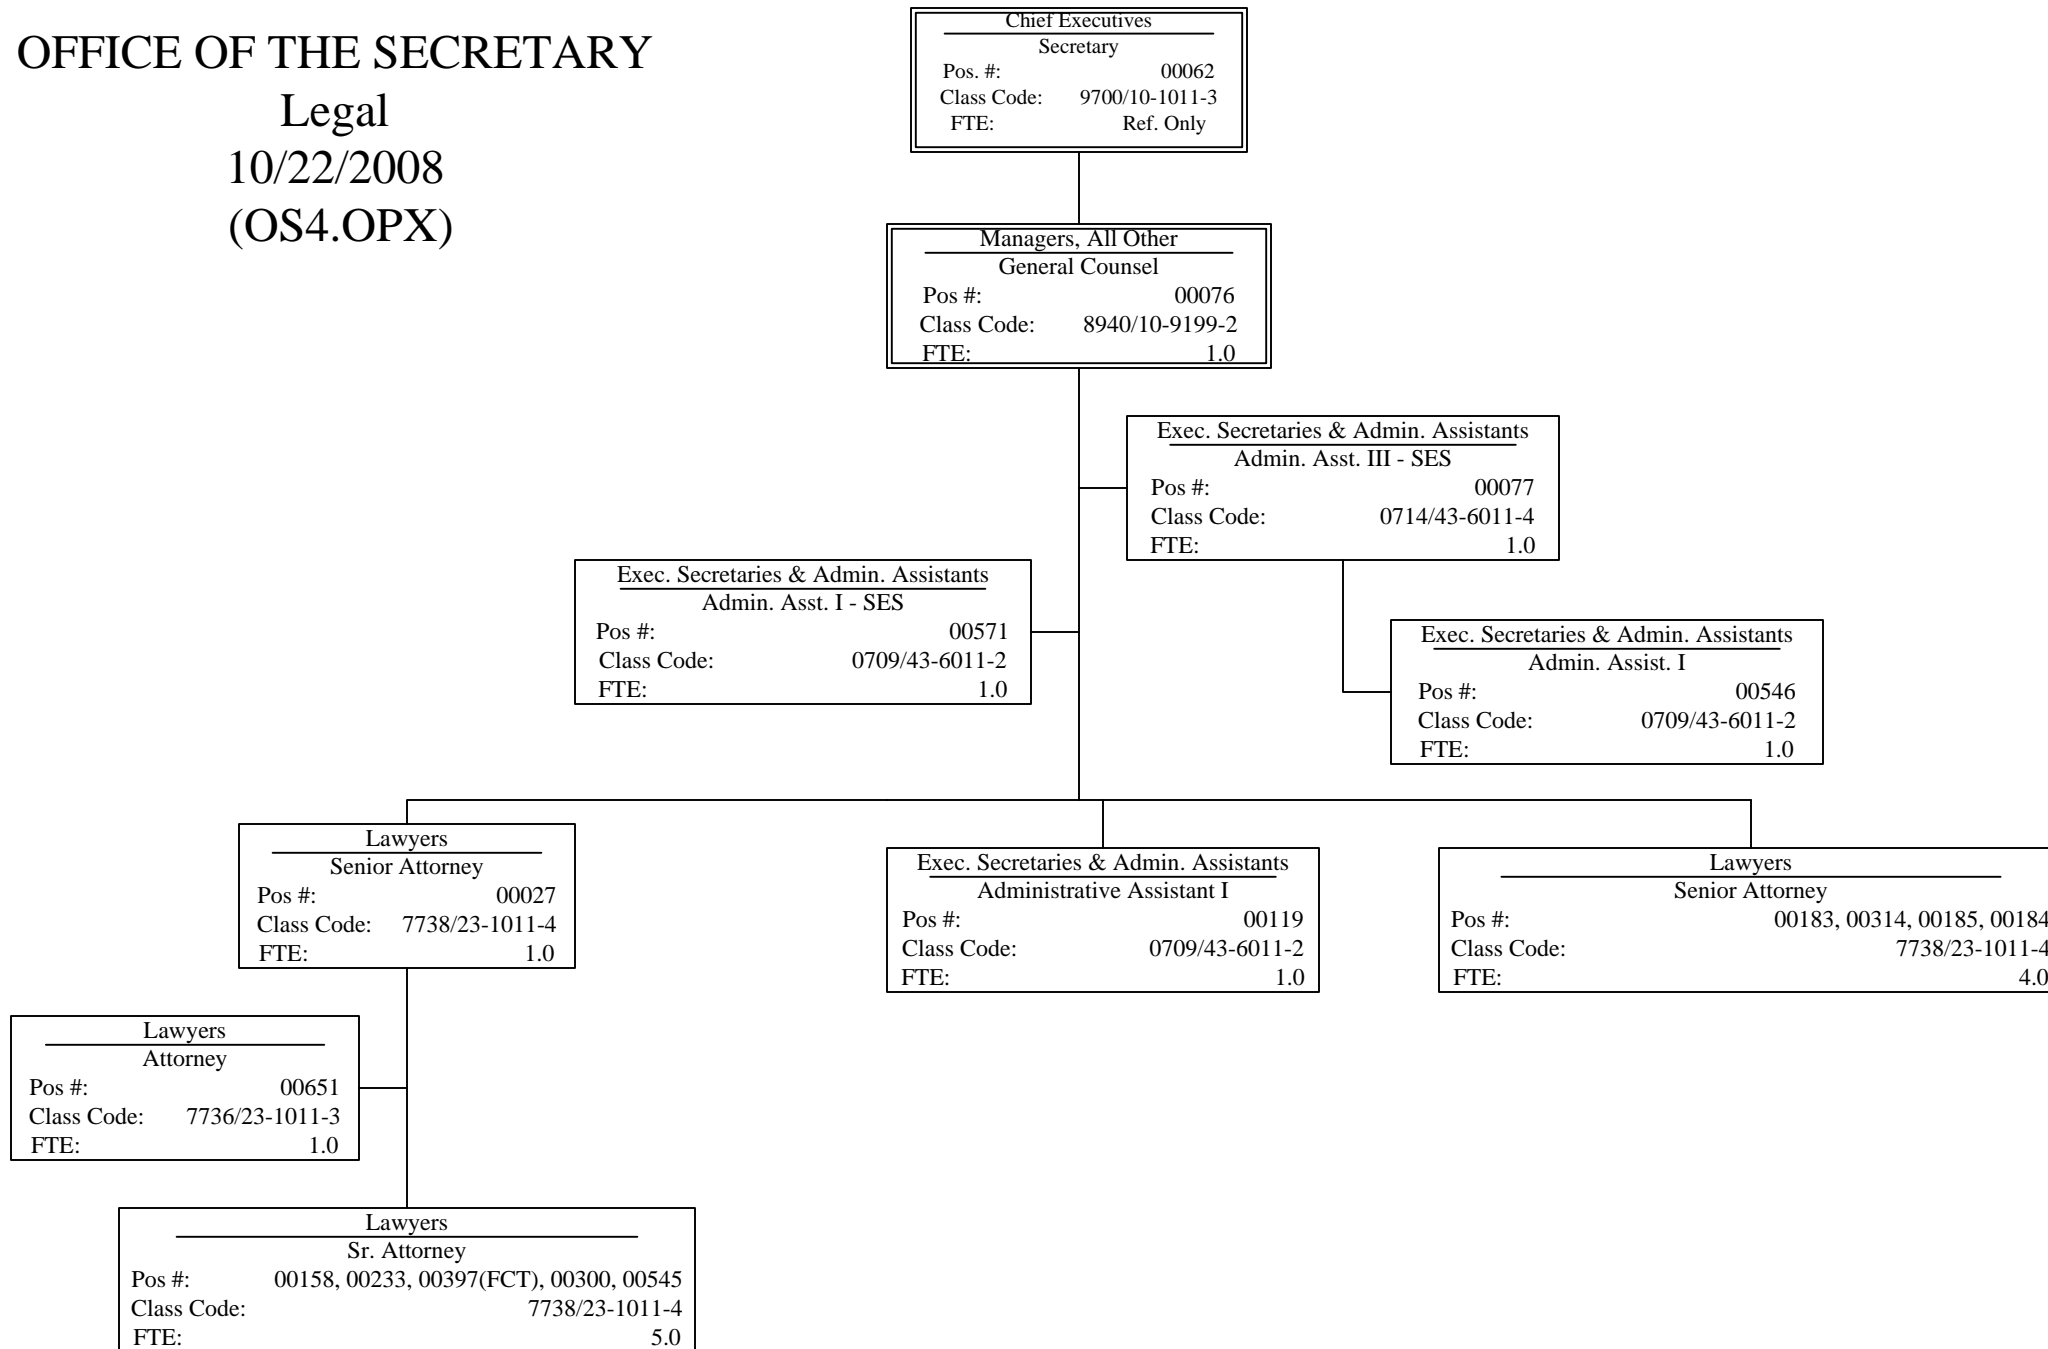 OFFICE OF THE SECRETARY
Legal
10/22/2008
(OS4.OPX)
Chief Executives
Secretary
Pos. #: 00062
Class Code: 9700/10-1011-3
FTE: Ref. Only
Managers, All Other
General Counsel
Pos #: 00076
Class Code: 8940/10-9199-2
FTE: 1.0
Exec. Secretaries & Admin. Assistants
Admin. Asst. III - SES
Pos #: 00077
Class Code: 0714/43-6011-4
FTE: 1.0
Exec. Secretaries & Admin. Assistants
Admin. Asst. I - SES
Pos #: 00571
Class Code: 0709/43-6011-2
FTE: 1.0
Exec. Secretaries & Admin. Assistants
Admin. Assist. I
Pos #: 00546
Class Code: 0709/43-6011-2
FTE: 1.0
Lawyers
Senior Attorney
Pos #: 00027
Class Code: 7738/23-1011-4
FTE: 1.0
Exec. Secretaries & Admin. Assistants
Administrative Assistant I
Pos #: 00119
Class Code: 0709/43-6011-2
FTE: 1.0
Lawyers
Senior Attorney
Pos #: 00183, 00314, 00185, 00184
Class Code: 7738/23-1011-4
FTE: 4.0
Lawyers
Attorney
Pos #: 00651
Class Code: 7736/23-1011-3
FTE: 1.0
Lawyers
Sr. Attorney
Pos #: 00158, 00233, 00397(FCT), 00300, 00545
Class Code: 7738/23-1011-4
FTE: 5.0